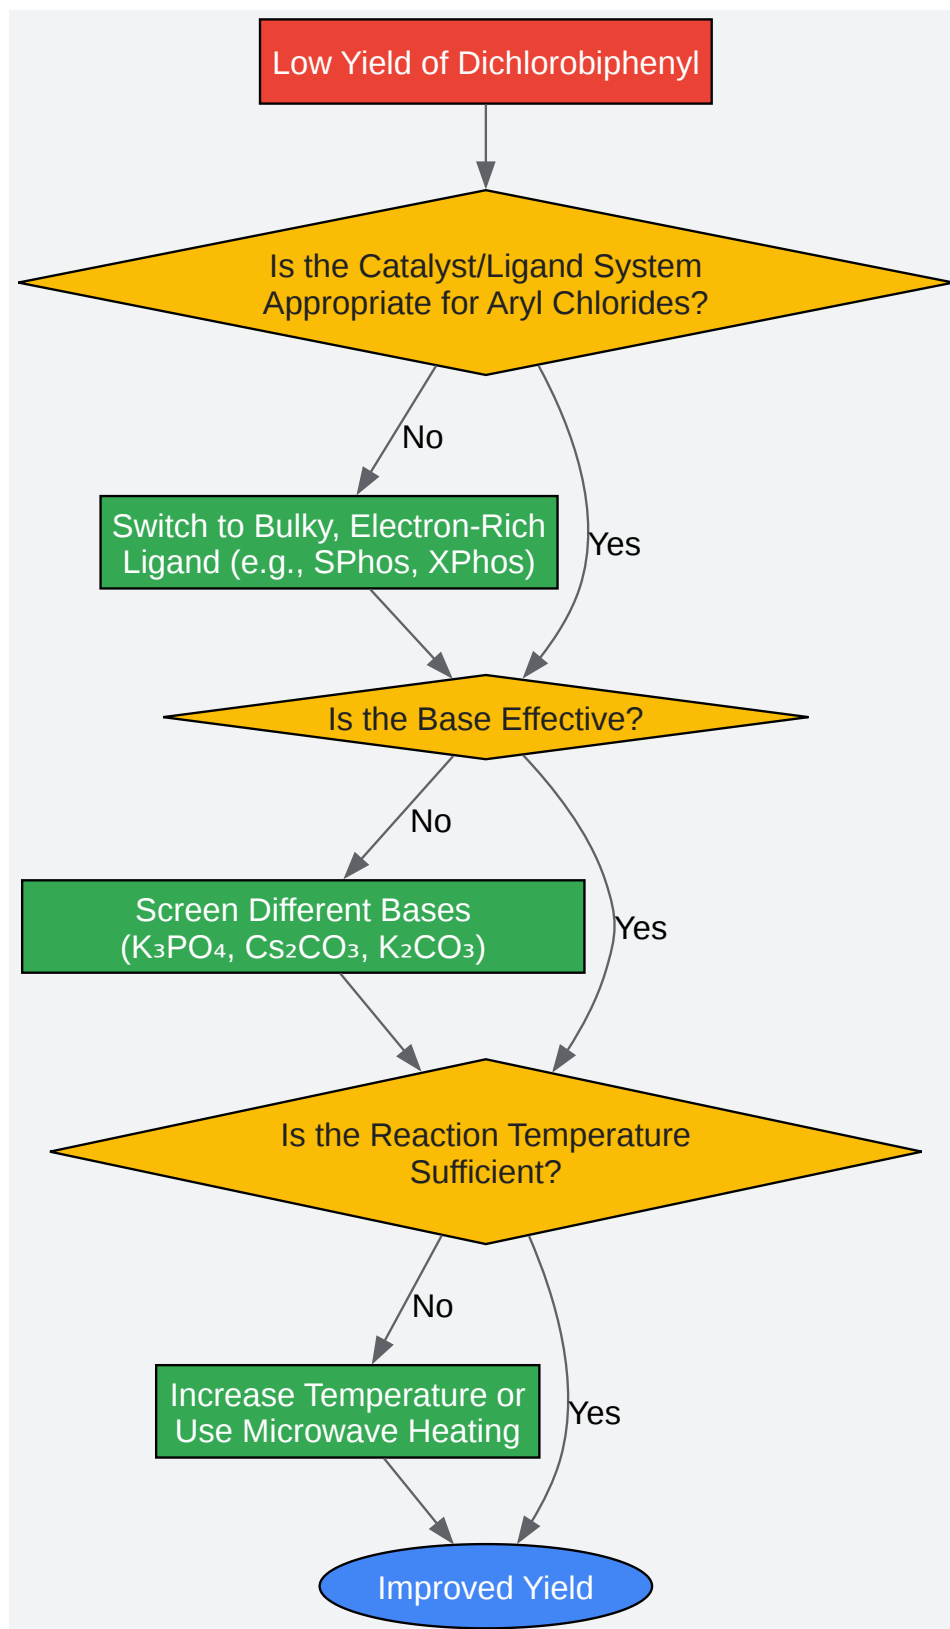 Low Yield of Dichlorobiphenyl
Is the Catalyst/Ligand System
Appropriate for Aryl Chlorides?
No
Switch to Bulky, Electron-Rich
Ligand (e.g., SPhos, XPhos)
Yes
Is the Base Effective?
No
Screen Different Bases
(K₃PO₄, Cs₂CO₃, K₂CO₃)
Yes
Is the Reaction Temperature
Sufficient?
No
Increase Temperature or
Use Microwave Heating
Yes
Improved Yield